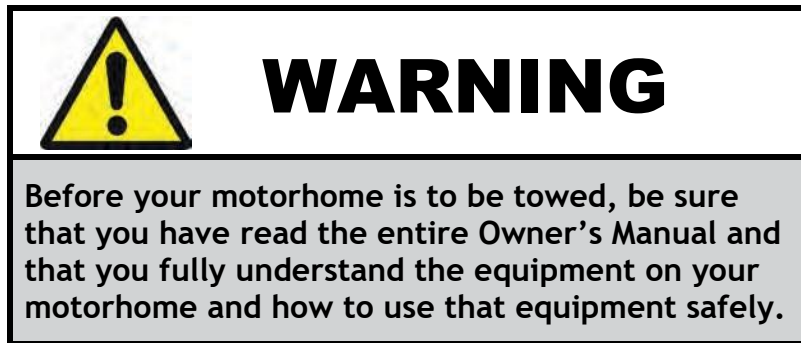 WARNING
Before your motorhome is to be towed, be sure
that you have read the entire Owner’s Manual and
that you fully understand the equipment on your
motorhome and how to use that equipment safely.